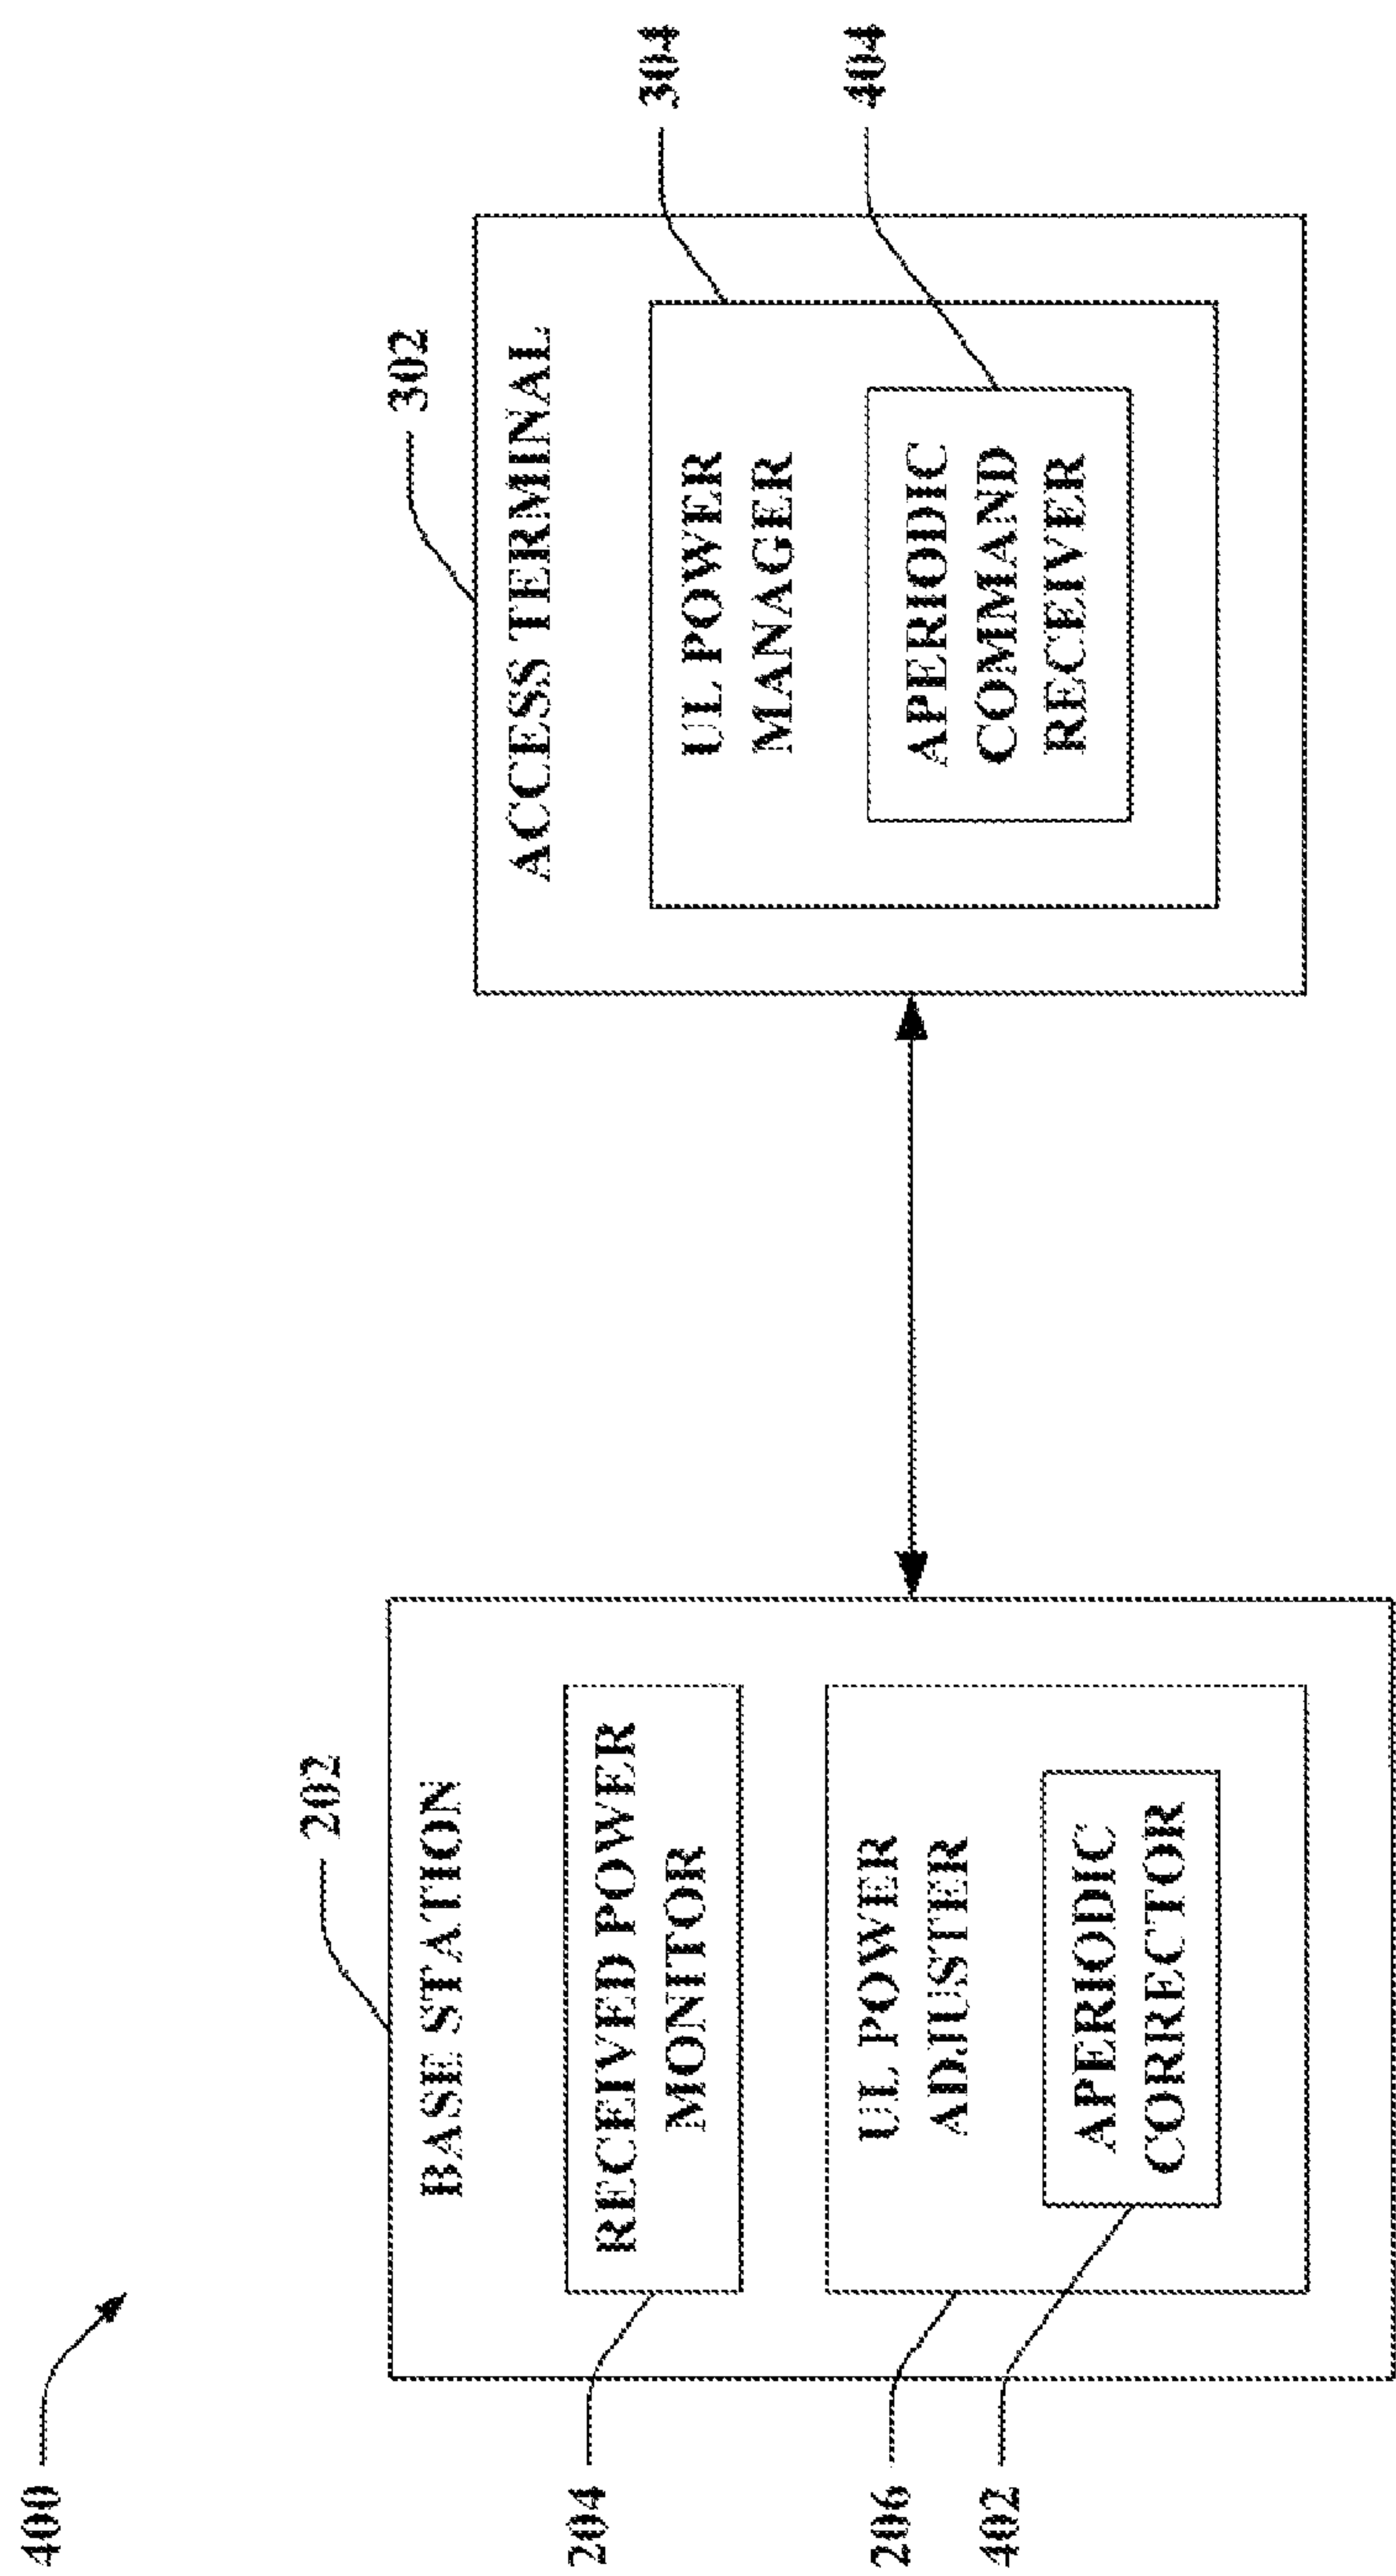 400
202
BASE STATION
204
RECEIVED POWER
MONITOR
206
UL POWER
ADJUSTER
402
APERIODIC
CORRECTOR
302
ACCESS TERMINAL
304
UL POWER
MANAGER
404
APERIODIC
COMMAND
RECEIVER